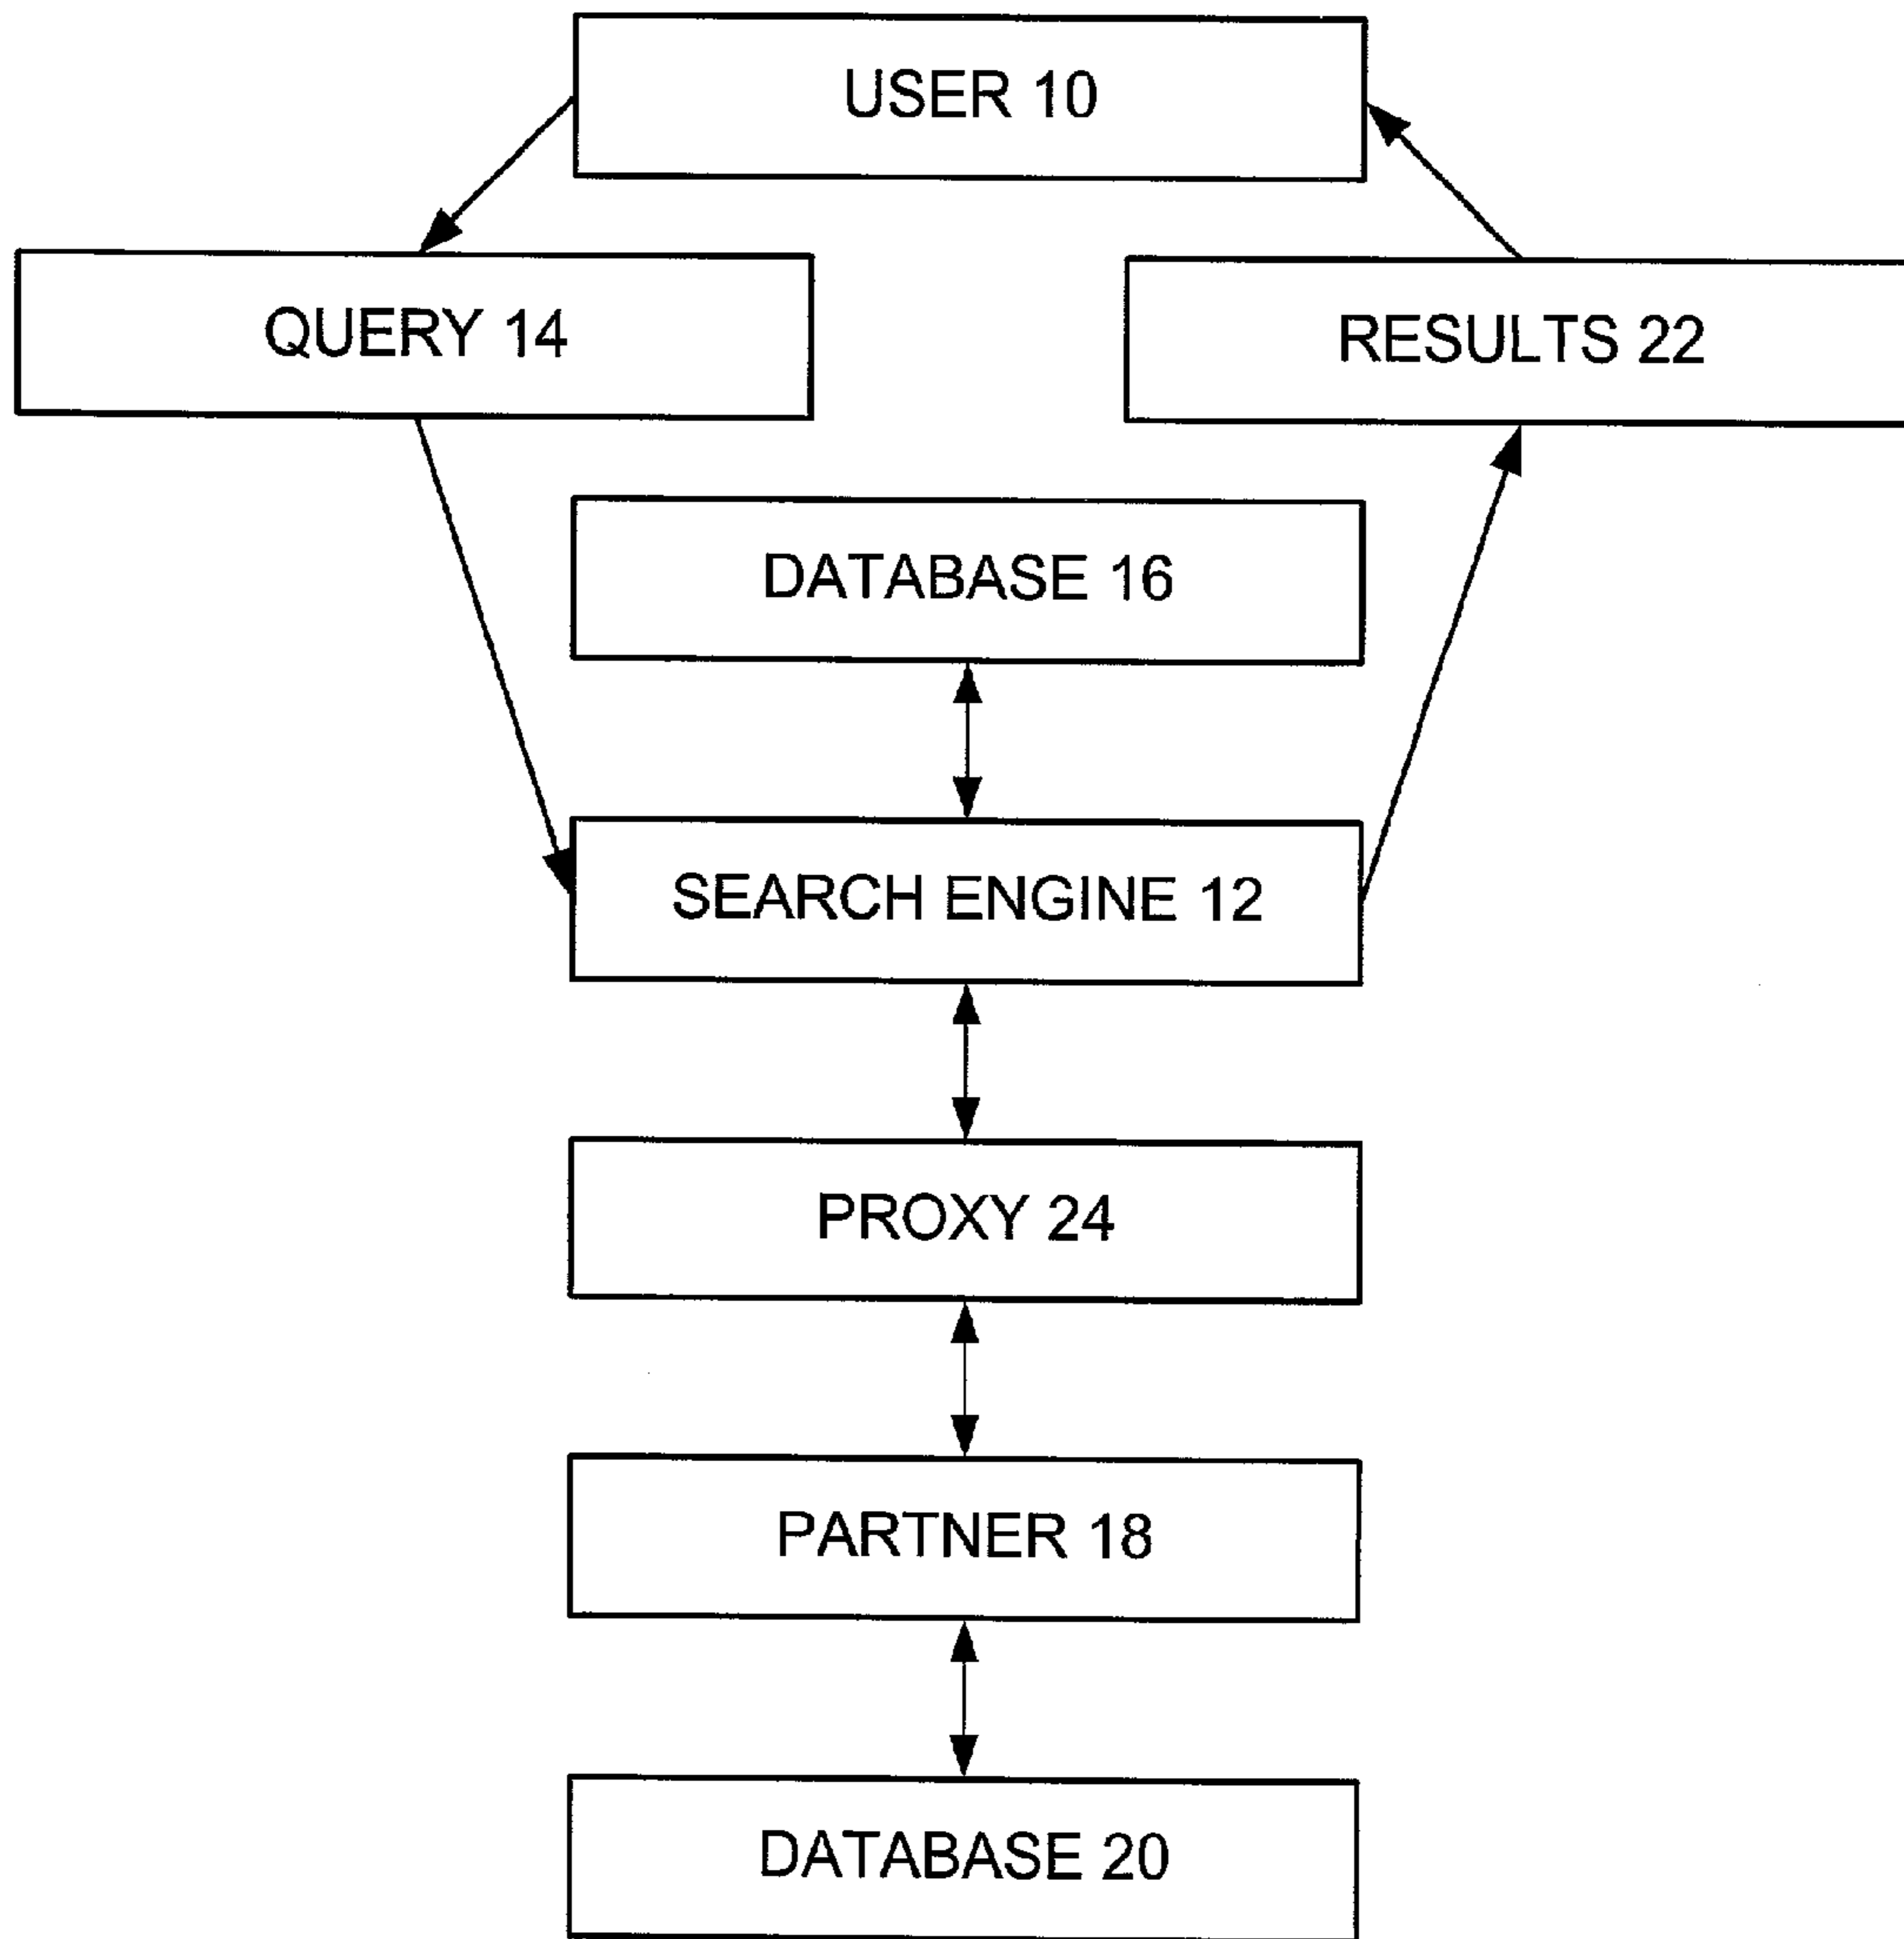 USER 10
QUERY 14
RESULTS 22
DATABASE 16
SEARCH ENGINE 12
PROXY 24
PARTNER 18
DATABASE 20